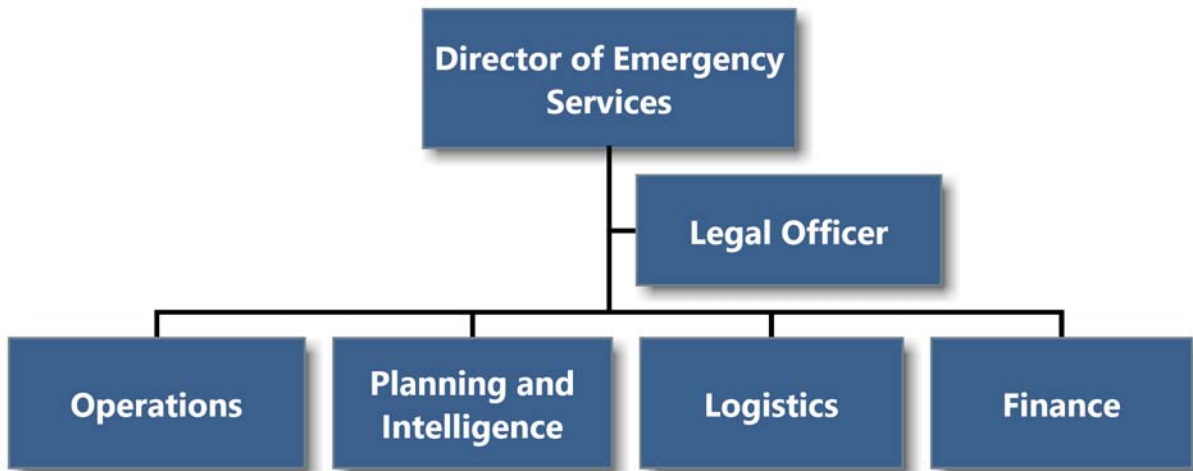 Director of Emergency
Services
Legal Officer
Operations
Planning and
Intelligence
Logistics
Finance